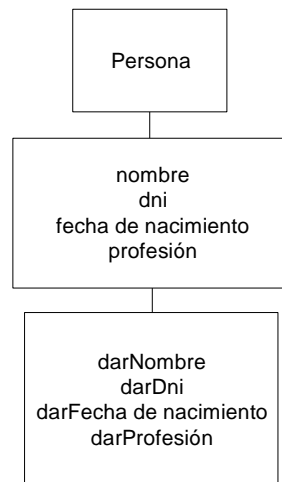 Persona
nombre
dni
fecha de nacimiento
profesión
darNombre
darDni
darFecha de nacimiento
darProfesión